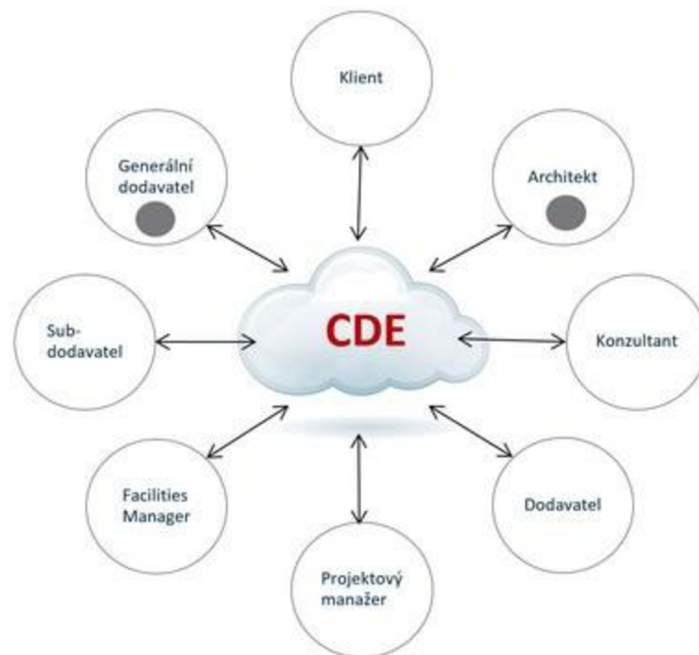 Klient
Generální
dodavatel
Architekt
CDE
Sub-
dodavatel
Konzultant
Facilities
Manager
Dodavatel
Projektový
manažer